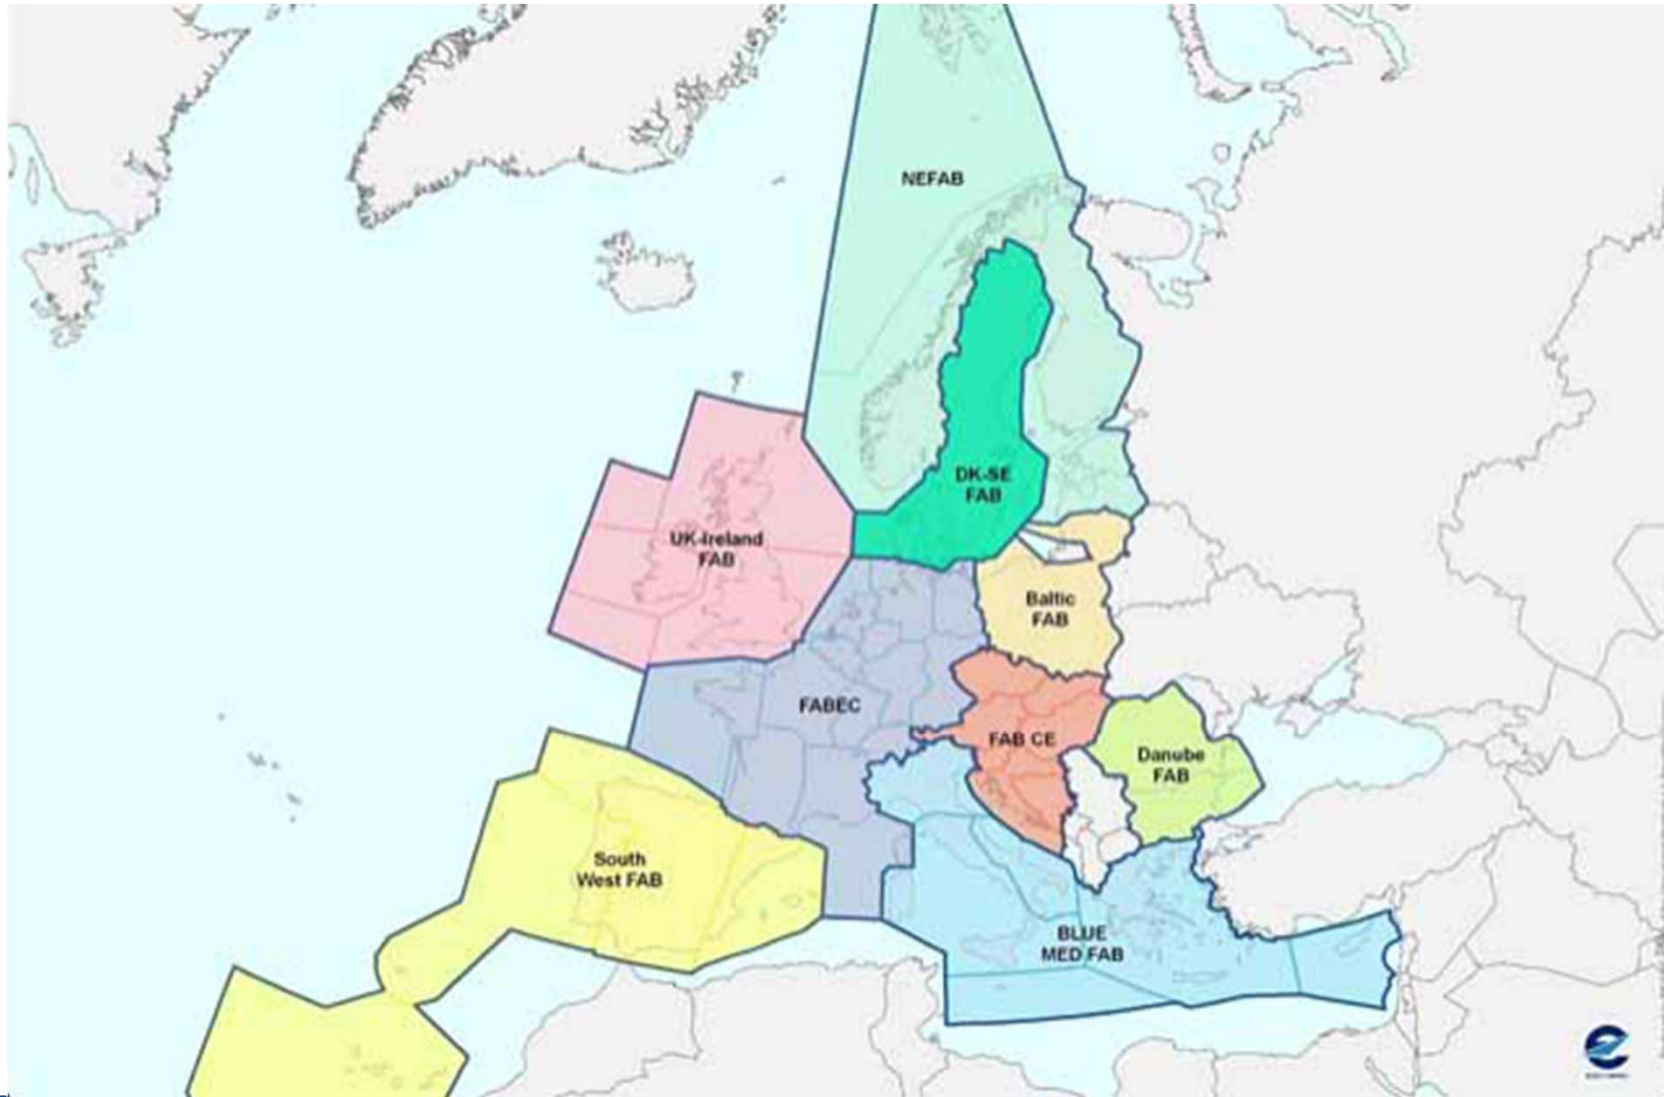 NEFAB
DK-SE
FAB
UK-Ireland
FAB
Baltic
FAB
FABEC
FAB CE
Danube
FAB
South
West FAB
BLUE
MED FAB